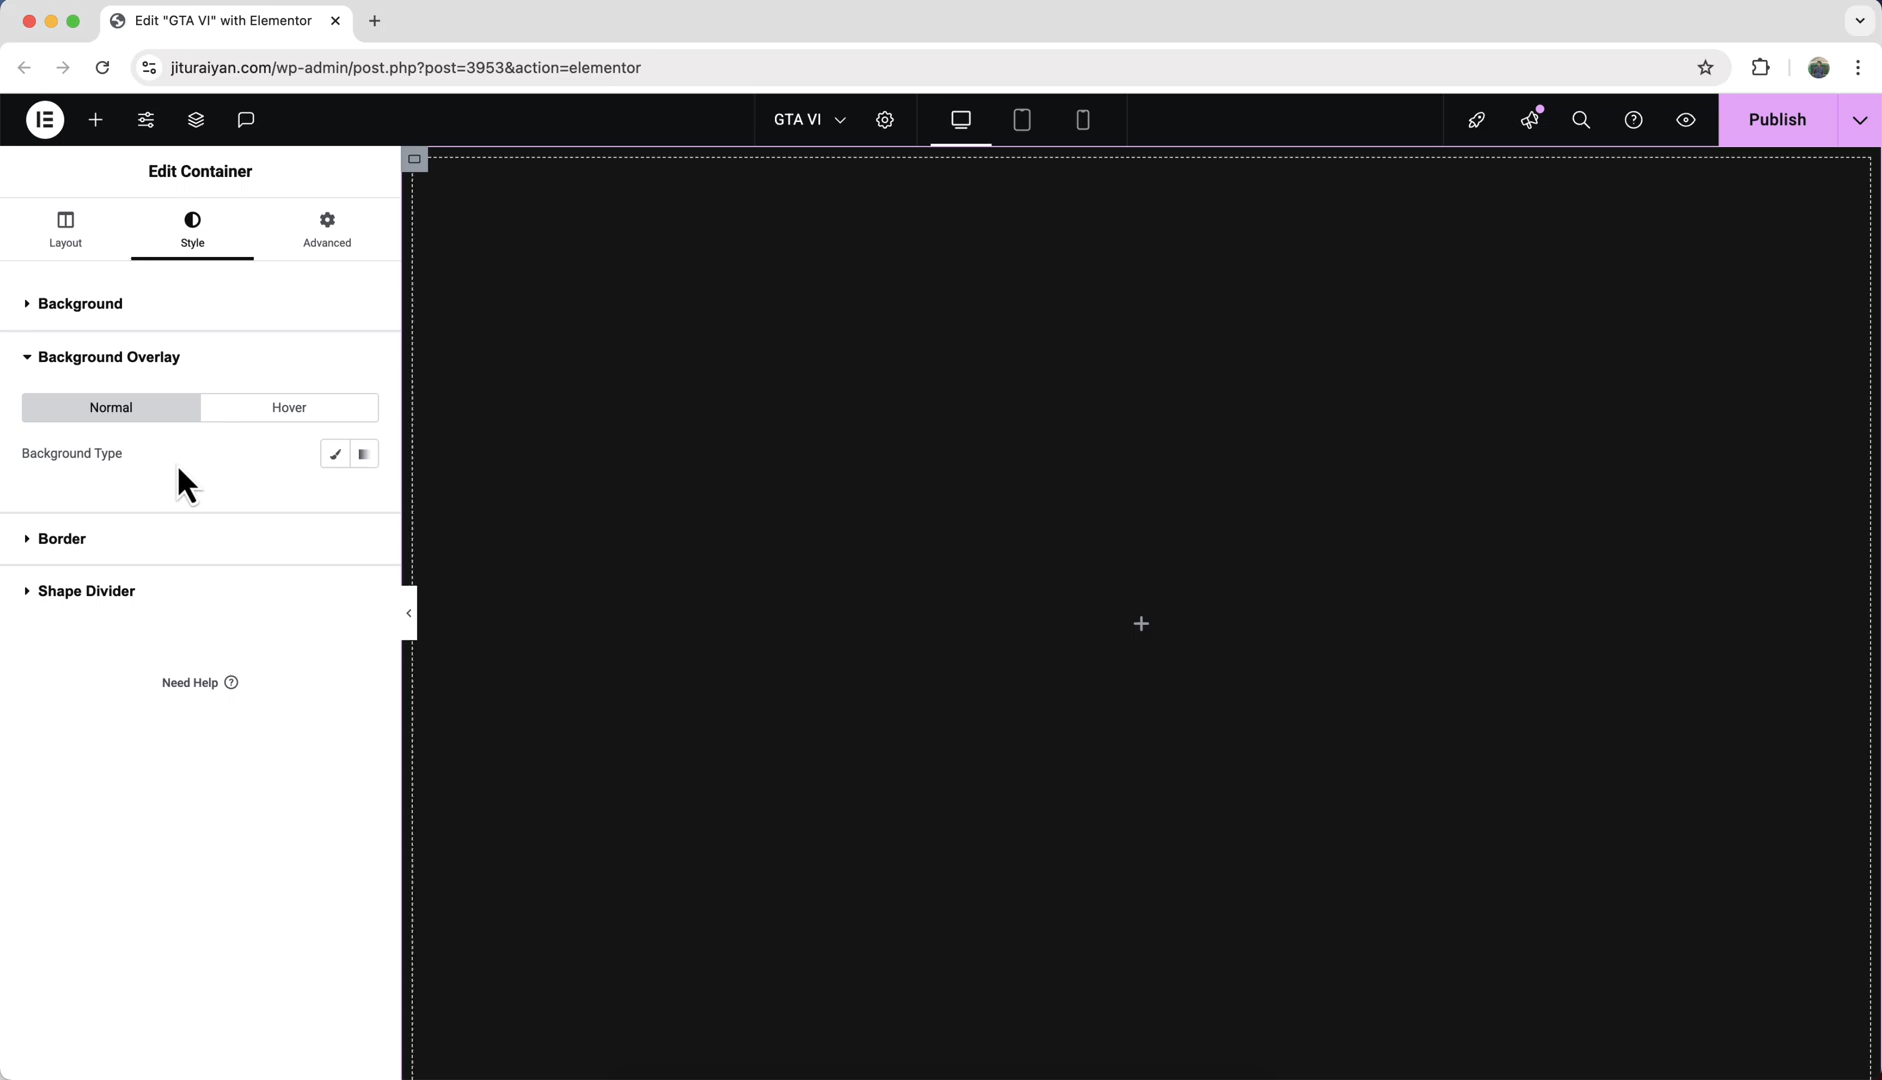 Edit "GTA VI" with Elementor
jituraiyan.com/wp-admin/post.php?post=3953&action=elementor
GTA VI
Publish
Edit Container
Layout
Style
Advanced
Background
Background Overlay
Normal
Hover
Background Type
Border
Shape Divider
Need Help